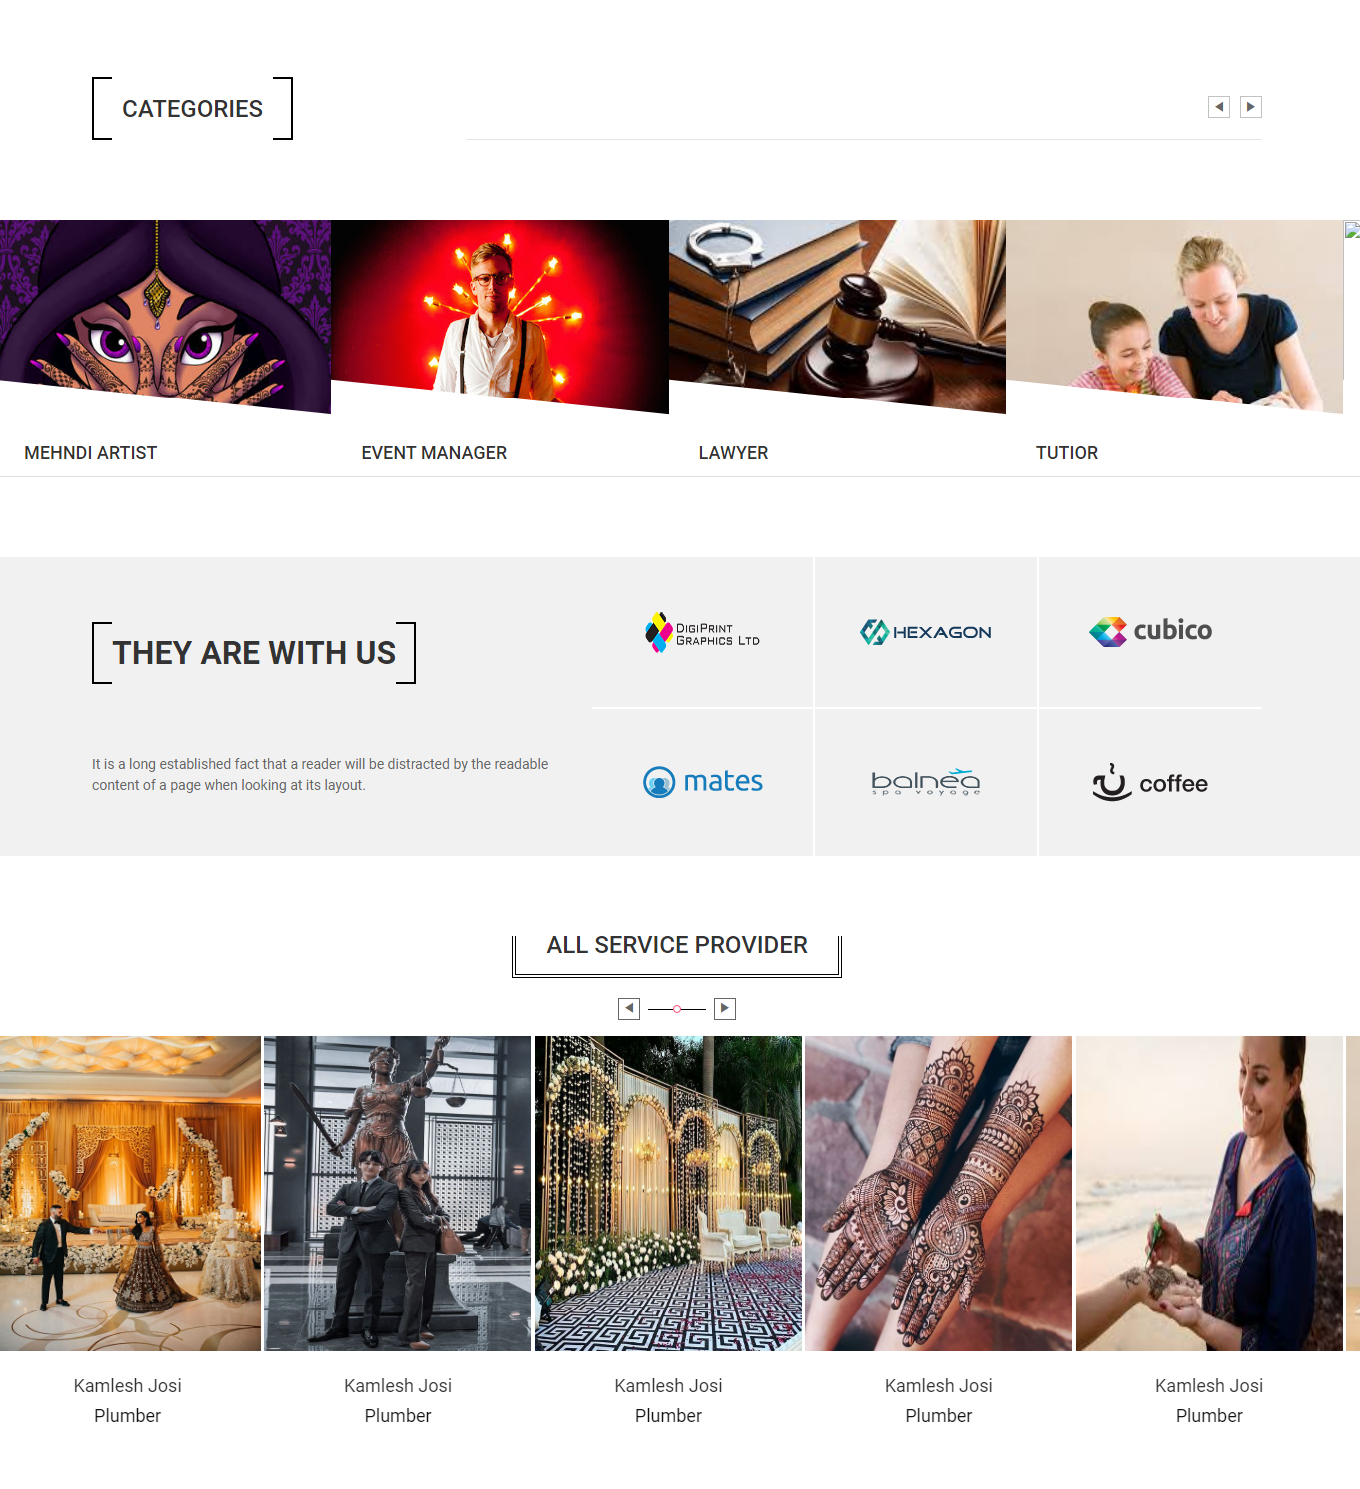 CATEGORIES
MEHNDI ARTIST
EVENT MANAGER
LAWYER
TUTIOR
THEY ARE WITH US
It is a long established fact that a reader will be distracted by the readable
content of a page when looking at its layout.
DIGIPRINT
GRAPHICS LTD
HEXAGON
cubico
mates
balnea
spa voyage
coffee
ALL SERVICE PROVIDER
Kamlesh Josi
Plumber
Kamlesh Josi
Plumber
Kamlesh Josi
Plumber
Kamlesh Josi
Plumber
Kamlesh Josi
Plumber